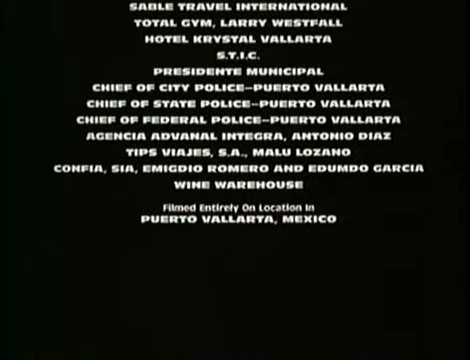 SABLE TRAVEL INTERNATIONAL
TOTAL GYM, LARRY WESTFALL
HOTEL KRYSTAL VALLARTA
S.T.I.C.
PRESIDENTE MUNICIPAL
CHIEF OF CITY POLICE—PUERTO VALLARTA
CHIEF OF STATE POLICE—PUERTO VALLARTA
CHIEF OF FEDERAL POLICE—PUERTO VALLARTA
AGENCIA ADVANAL INTEGRA, ANTONIO DIAZ
TIPS VIAJES, S.A., MALU LOZANO
CONFIA, SIA, EMIGDIO ROMERO AND EDUMDO GARCIA
WINE WAREHOUSE
Filmed Entirely On Location In
PUERTO VALLARTA, MEXICO